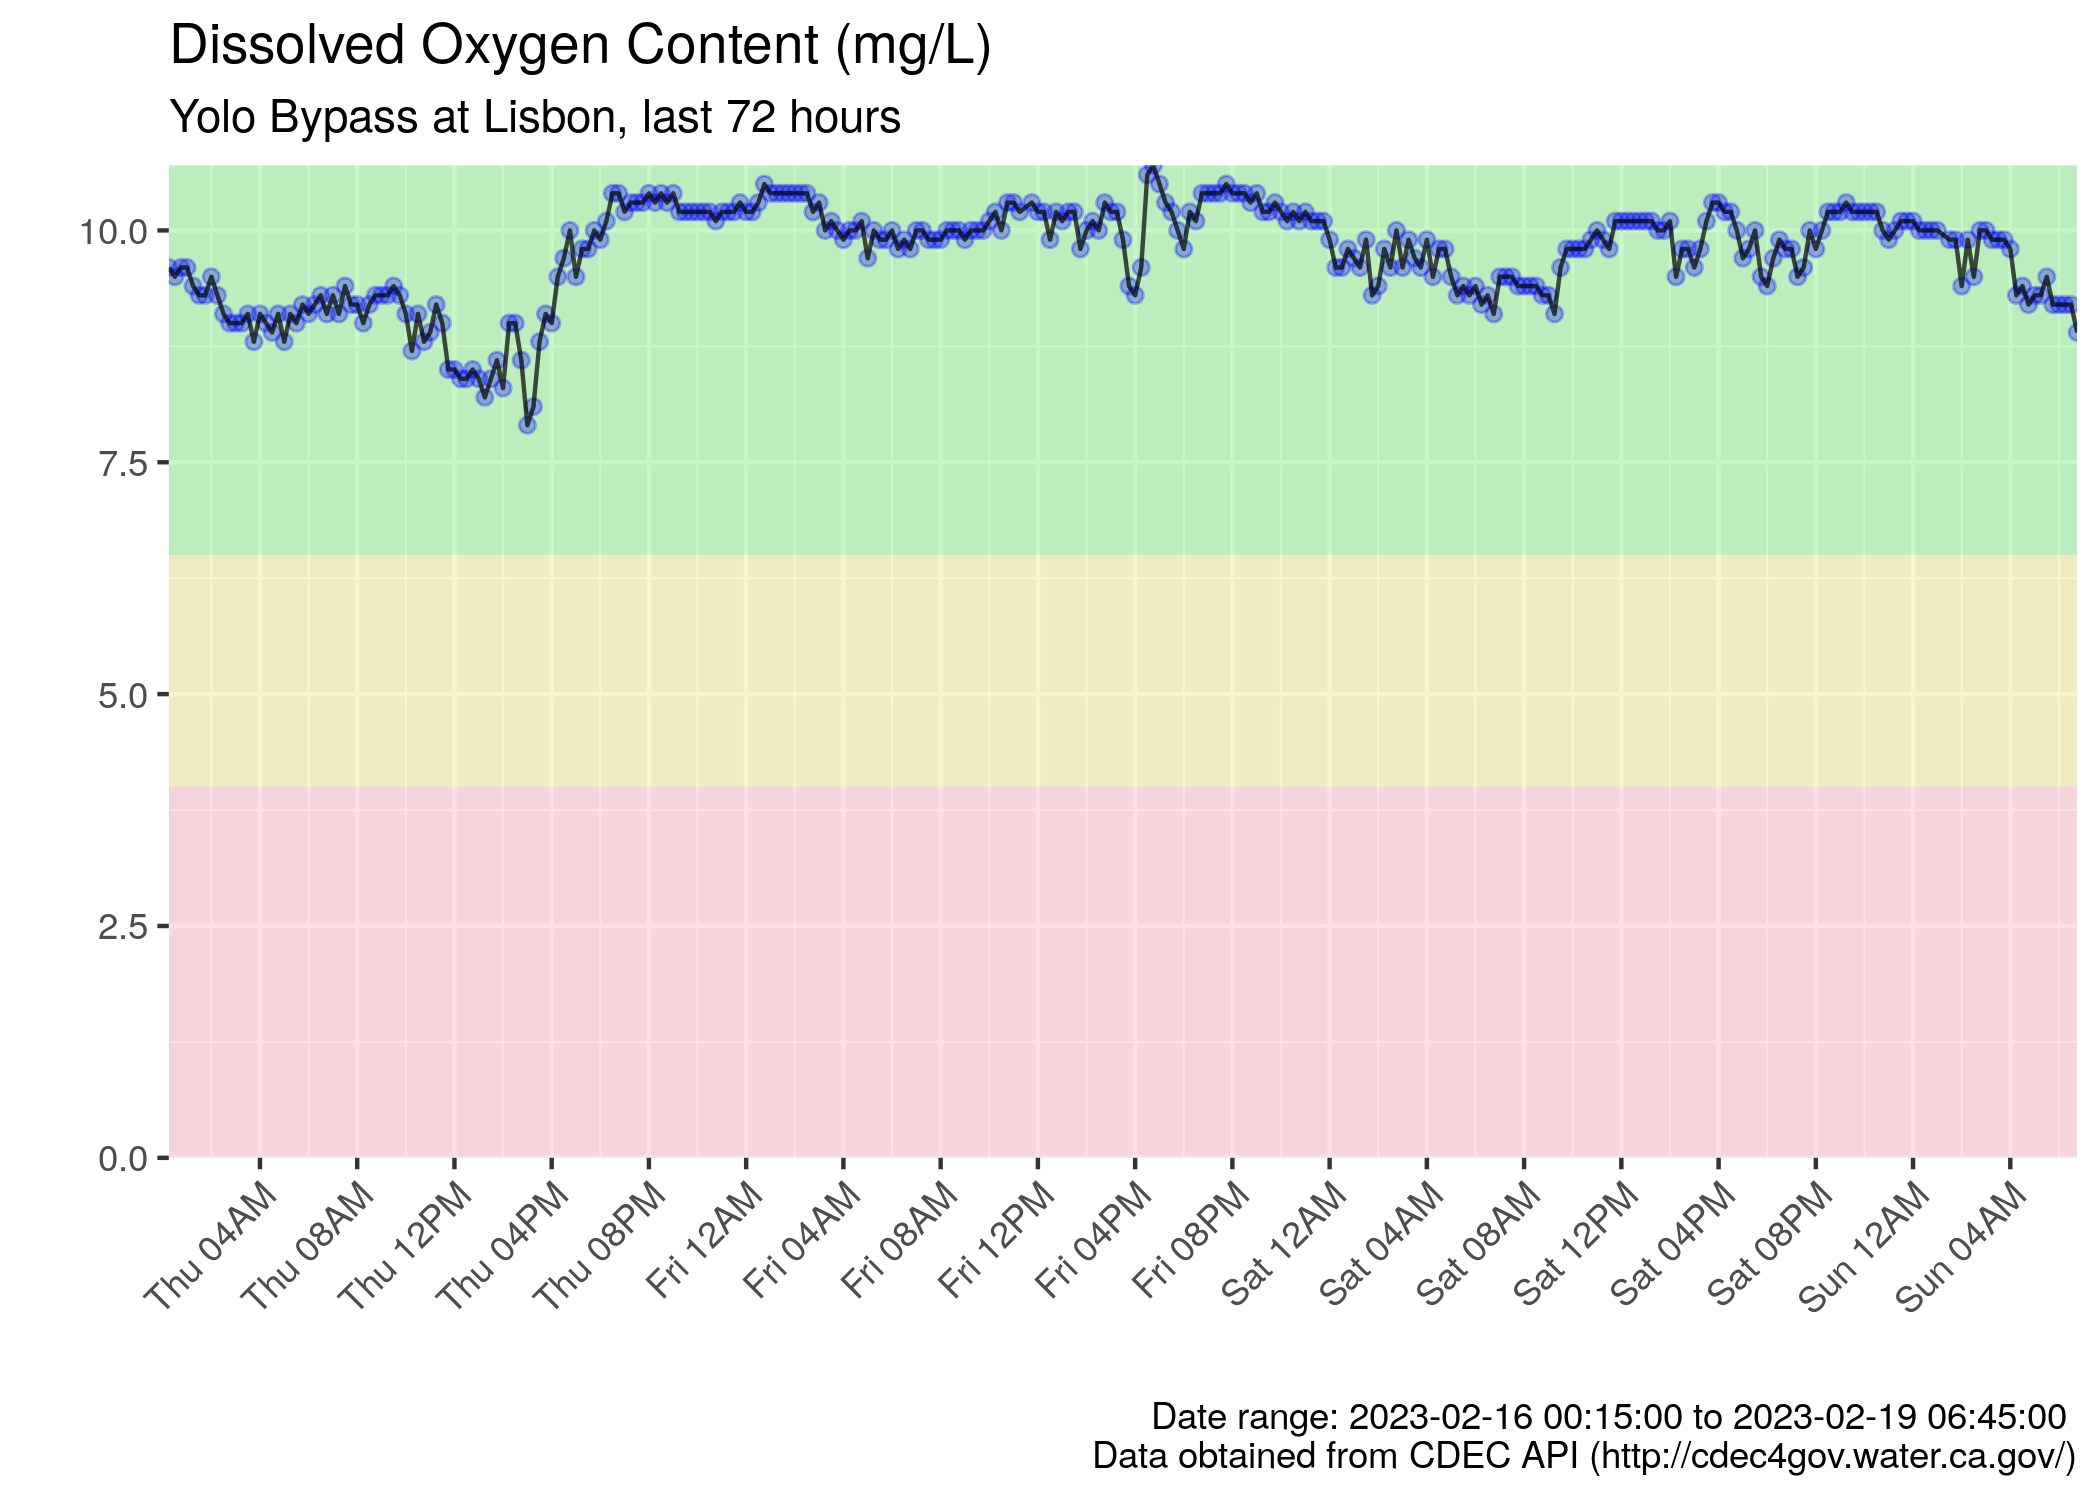 Dissolved Oxygen Content (mg/L)
Yolo Bypass at Lisbon, last 72 hours
10.0
7.5
5.0
2.5
0.0
Thu 04AM
Thu 08AM
Thu 12PM
Thu 04PM
Thu 08PM
Fri 12AM
Fri 04AM
Fri 08AM
Fri 12PM
Fri 04PM
Fri 08PM
Sat 12AM
Sat 04AM
Sat 08AM
Sat 12PM
Sat 04PM
Sat 08PM
Sun 12AM
Sun 04AM
Date range: 2023-02-16 00:15:00 to 2023-02-19 06:45:00
Data obtained from CDEC API (http://cdec4gov.water.ca.gov/)